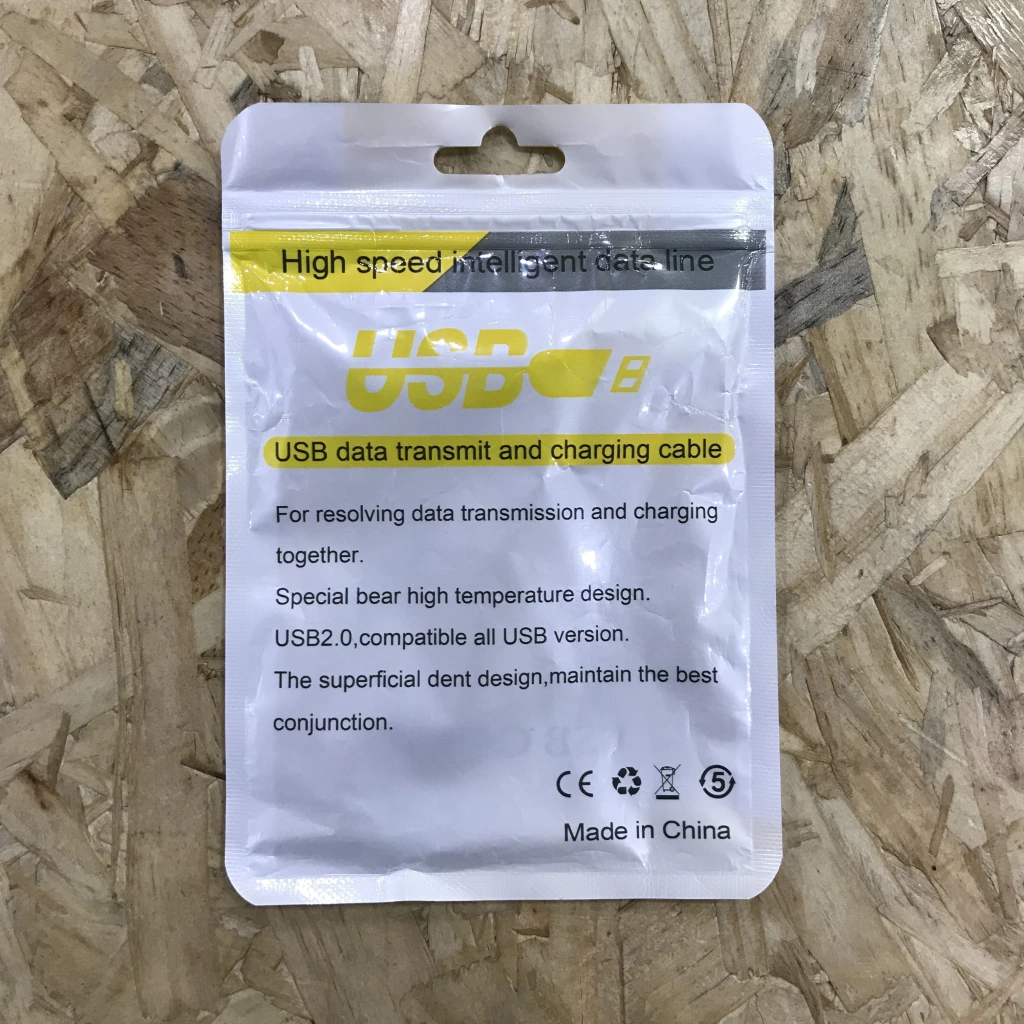 High speed intelligent data line
USB
USB data transmit and charging cable
For resolving data transmission and charging
together.
Special bear high temperature design.
USB2.0,compatible all USB version.
The superficial dent design,maintain the best
conjunction.
CE 5
Made in China